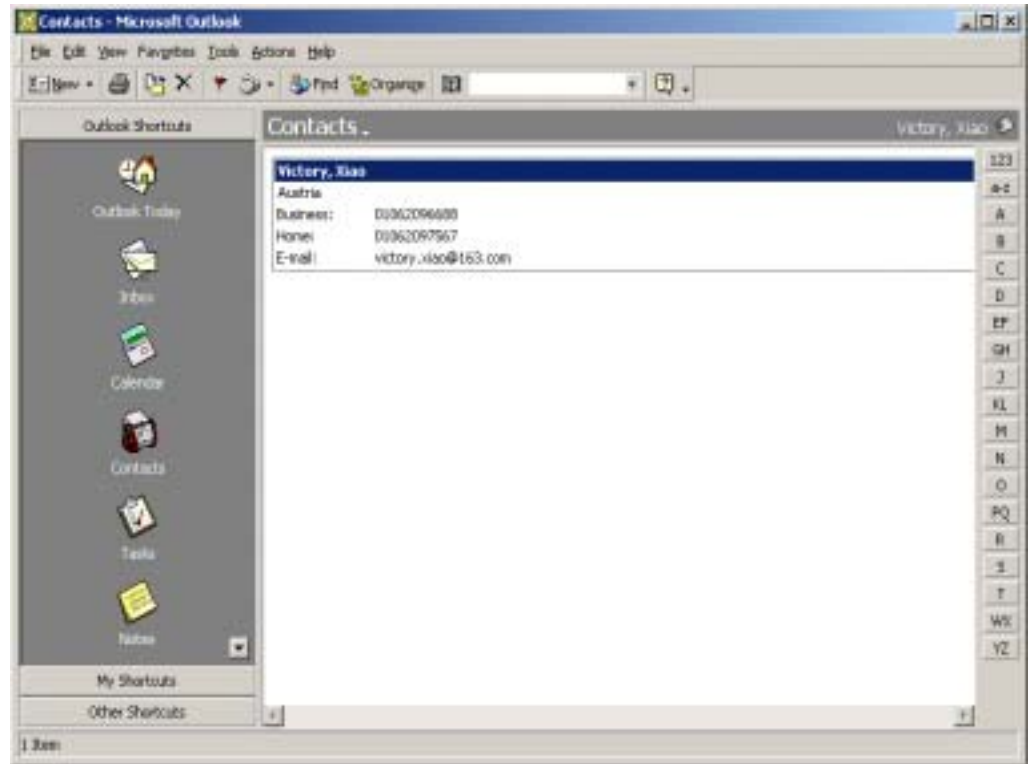 Contacts - Microsoft Outlook
File Edit View Favorites Tools Actions Help
New Find Organize
Outlook Shortcuts
Contacts .
Victory, Xiao
Outlook Today
Inbox
Calendar
Contacts
Tasks
Notes
My Shortcuts
Other Shortcuts
Victory, Xiao
Austria
Business: 01062096688
Home: 01062097567
E-mail: victory.xiao@163.com
123
a-z
A
B
C
D
EF
GH
J
KL
M
N
O
PQ
R
S
T
WX
YZ
1 Item